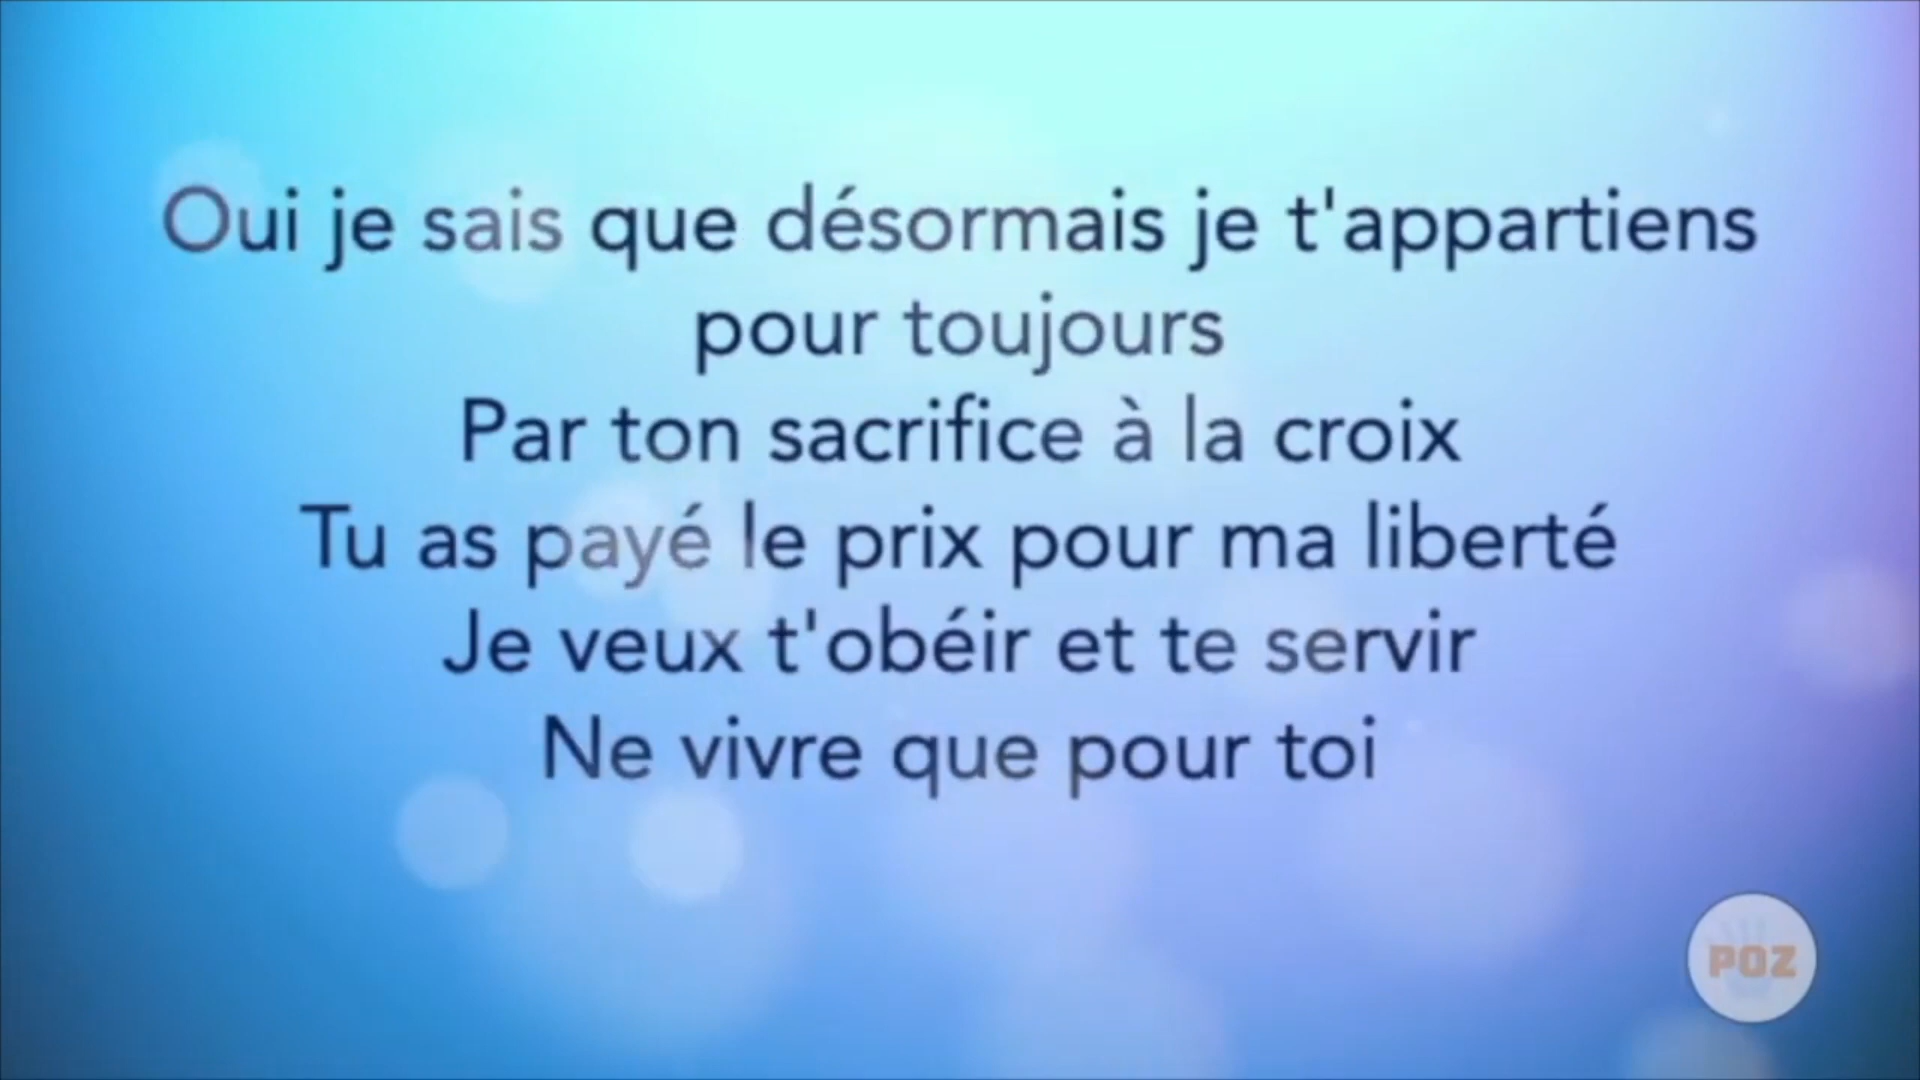 Oui je sais que désormais je t'appartiens
pour toujours
Par ton sacrifice à la croix
Tu as payé le prix pour ma liberté
Je veux t'obéir et te servir
Ne vivre que pour toi
POZ